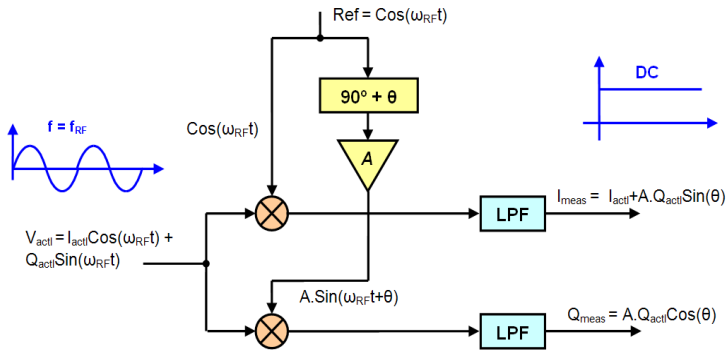 Ref = Cos(ωRFt)
DC
90° + θ
f = fRF
Cos(ωRFt)
A
Imeas = Iactl+A.QactlSin(θ)
LPF
Vactl = IactlCos(ωRFt) +
QactlSin(ωRFt)
A.Sin(ωRFt+θ)
Qmeas = A.QactlCos(θ)
LPF